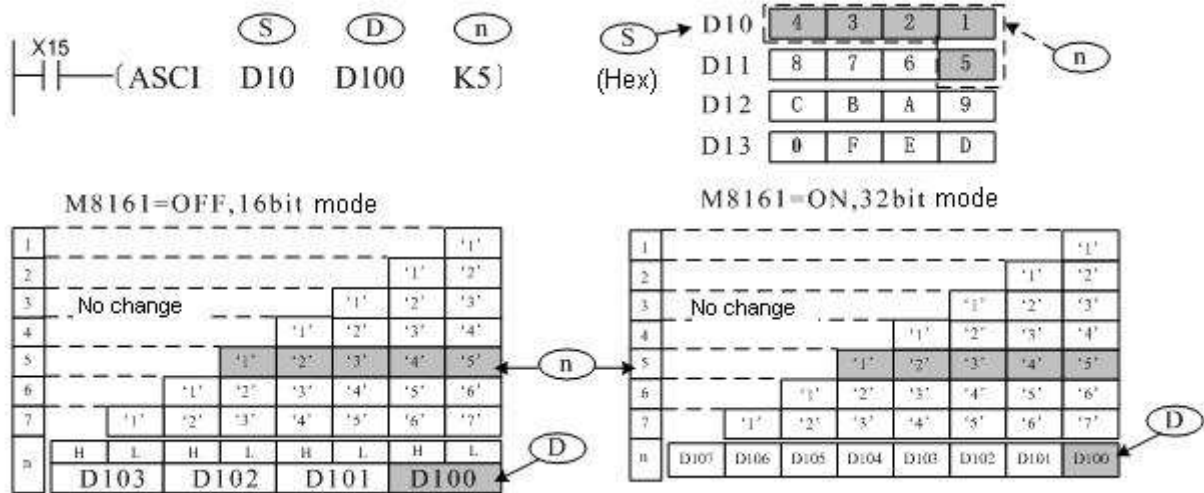 S D n
X15
(ASCI D10 D100 K5)
S
(Hex)
D10 4 3 2 1
D11 8 7 6 5
D12 C B A 9
D13 0 F E D
n
M8161=OFF,16bit mode
1 '1'
2 '1' '2'
3 No change '1' '2' '3'
4 '1' '2' '3' '4'
5 '1' '2' '3' '4' '5'
6 '1' '2' '3' '4' '5' '6'
7 '1' '2' '3' '4' '5' '6' '7'
n H L H L H L H L
D103 D102 D101 D100
n
D
M8161=ON,32bit mode
1 '1'
2 '1' '2'
3 No change '1' '2' '3'
4 '1' '2' '3' '4'
5 '1' '2' '3' '4' '5'
6 '1' '2' '3' '4' '5' '6'
7 '1' '2' '3' '4' '5' '6' '7'
n D107 D106 D105 D104 D103 D102 D101 D100
D